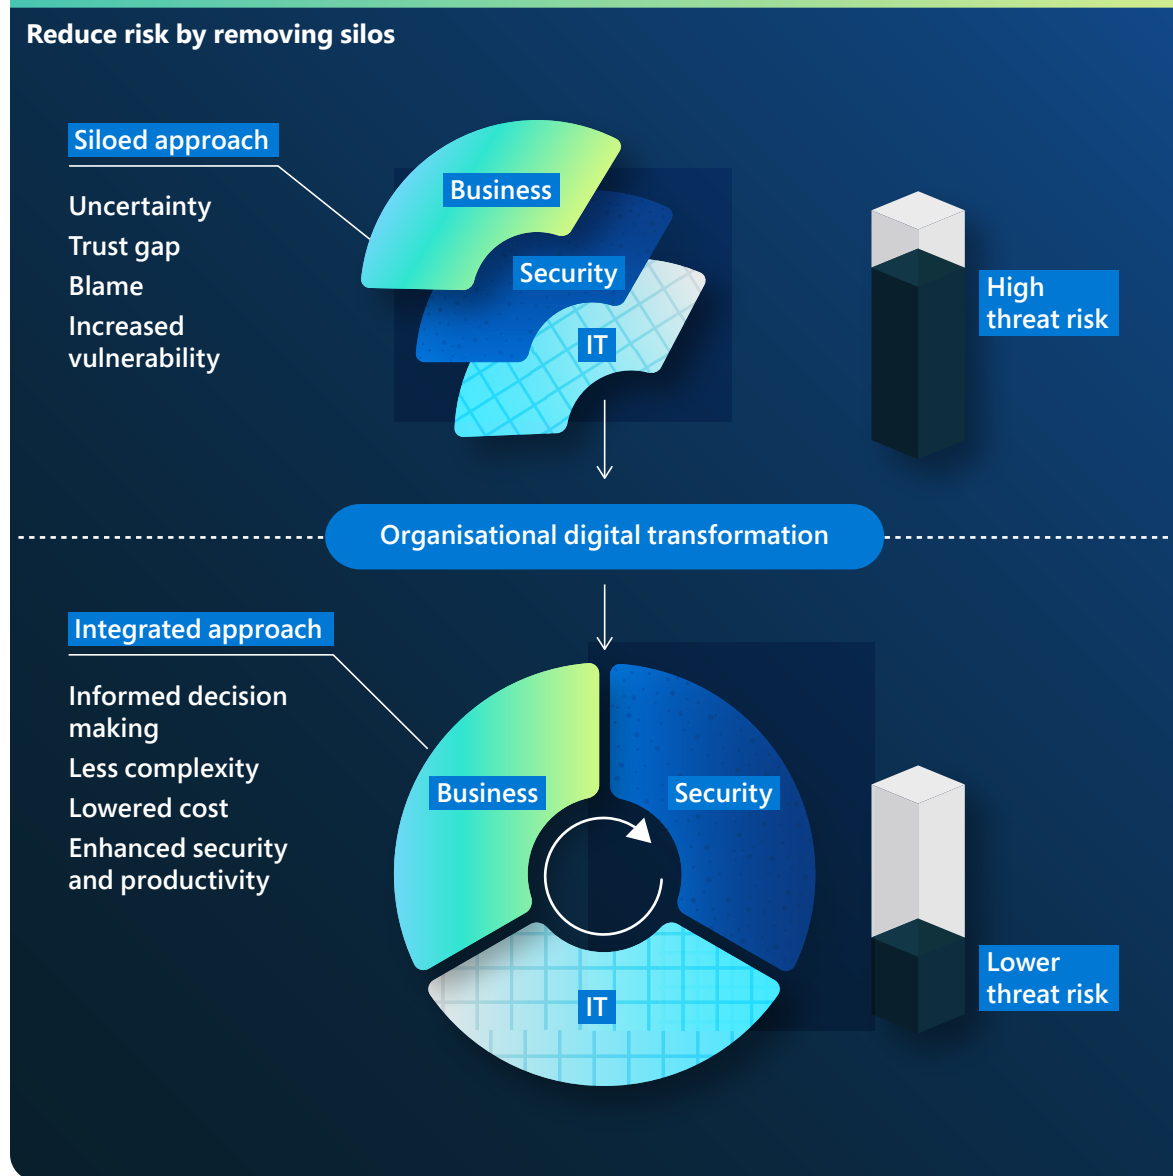 Reduce risk by removing silos
Siloed approach
Uncertainty
Trust gap
Blame
Increased
vulnerability
Business
Security
IT
High
threat risk
Organisational digital transformation
Integrated approach
Informed decision
making
Less complexity
Lowered cost
Enhanced security
and productivity
Business
Security
IT
Lower
threat risk